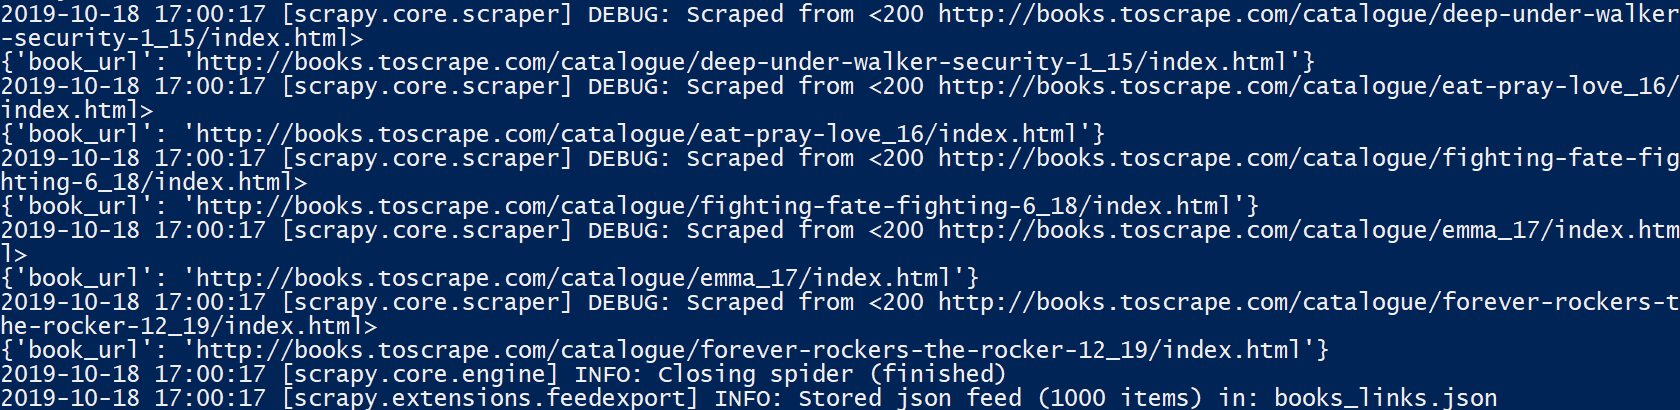 2019-10-18 17:00:17 [scrapy.core.scraper] DEBUG: Scraped from <200 http://books.toscrape.com/catalogue/deep-under-walker
-security-1_15/index.html>
{'book_url': 'http://books.toscrape.com/catalogue/deep-under-walker-security-1_15/index.html'}
2019-10-18 17:00:17 [scrapy.core.scraper] DEBUG: Scraped from <200 http://books.toscrape.com/catalogue/eat-pray-love_16/
index.html>
{'book_url': 'http://books.toscrape.com/catalogue/eat-pray-love_16/index.html'}
2019-10-18 17:00:17 [scrapy.core.scraper] DEBUG: Scraped from <200 http://books.toscrape.com/catalogue/fighting-fate-fig
hting-6_18/index.html>
{'book_url': 'http://books.toscrape.com/catalogue/fighting-fate-fighting-6_18/index.html'}
2019-10-18 17:00:17 [scrapy.core.scraper] DEBUG: Scraped from <200 http://books.toscrape.com/catalogue/emma_17/index.htm
l>
{'book_url': 'http://books.toscrape.com/catalogue/emma_17/index.html'}
2019-10-18 17:00:17 [scrapy.core.scraper] DEBUG: Scraped from <200 http://books.toscrape.com/catalogue/forever-rockers-t
he-rocker-12_19/index.html>
{'book_url': 'http://books.toscrape.com/catalogue/forever-rockers-the-rocker-12_19/index.html'}
2019-10-18 17:00:17 [scrapy.core.engine] INFO: Closing spider (finished)
2019-10-18 17:00:17 [scrapy.extensions.feedexport] INFO: Stored json feed (1000 items) in: books_links.json